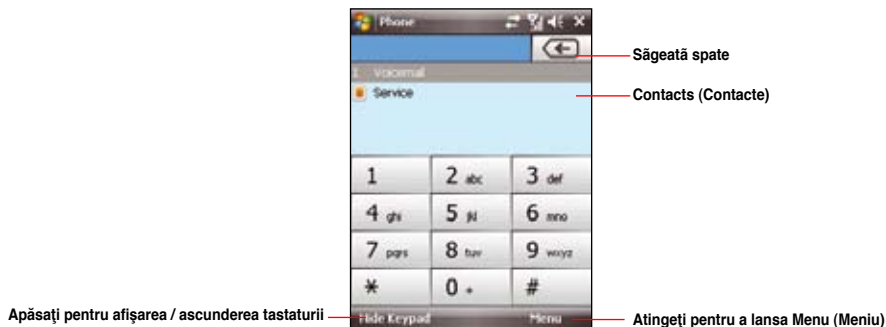 Phone
Săgeată spate
1 Voicemail
Service
Contacts (Contacte)
1 2 abc 3 def
4 ghi 5 jkl 6 mno
7 pqrs 8 tuv 9 wxyz
* 0 + #
Apăsaţi pentru afişarea / ascunderea tastaturii
Hide Keypad Menu
Atingeţi pentru a lansa Menu (Meniu)